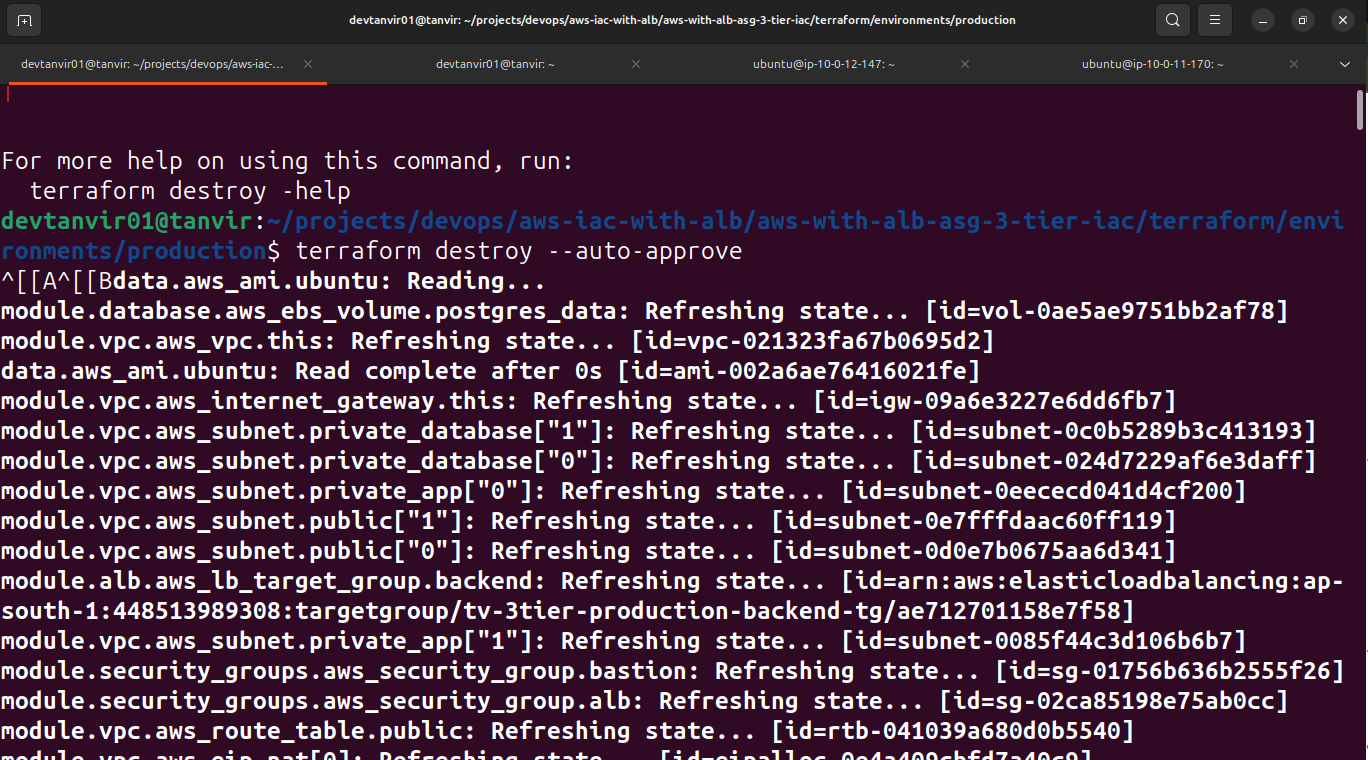 devtanvir01@tanvir: ~/projects/devops/aws-iac-with-alb/aws-with-alb-asg-3-tier-iac/terraform/environments/production
devtanvir01@tanvir: ~/projects/devops/aws-iac-... devtanvir01@tanvir: ~ ubuntu@ip-10-0-12-147: ~ ubuntu@ip-10-0-11-170: ~
For more help on using this command, run:
  terraform destroy -help
devtanvir01@tanvir:~/projects/devops/aws-iac-with-alb/aws-with-alb-asg-3-tier-iac/terraform/envi
ronments/production$ terraform destroy --auto-approve
^[[A^[[Bdata.aws_ami.ubuntu: Reading...
module.database.aws_ebs_volume.postgres_data: Refreshing state... [id=vol-0ae5ae9751bb2af78]
module.vpc.aws_vpc.this: Refreshing state... [id=vpc-021323fa67b0695d2]
data.aws_ami.ubuntu: Read complete after 0s [id=ami-002a6ae76416021fe]
module.vpc.aws_internet_gateway.this: Refreshing state... [id=igw-09a6e3227e6dd6fb7]
module.vpc.aws_subnet.private_database["1"]: Refreshing state... [id=subnet-0c0b5289b3c413193]
module.vpc.aws_subnet.private_database["0"]: Refreshing state... [id=subnet-024d7229af6e3daff]
module.vpc.aws_subnet.private_app["0"]: Refreshing state... [id=subnet-0eececd041d4cf200]
module.vpc.aws_subnet.public["1"]: Refreshing state... [id=subnet-0e7fffdaac60ff119]
module.vpc.aws_subnet.public["0"]: Refreshing state... [id=subnet-0d0e7b0675aa6d341]
module.alb.aws_lb_target_group.backend: Refreshing state... [id=arn:aws:elasticloadbalancing:ap-
south-1:448513989308:targetgroup/tv-3tier-production-backend-tg/ae712701158e7f58]
module.vpc.aws_subnet.private_app["1"]: Refreshing state... [id=subnet-0085f44c3d106b6b7]
module.security_groups.aws_security_group.bastion: Refreshing state... [id=sg-01756b636b2555f26]
module.security_groups.aws_security_group.alb: Refreshing state... [id=sg-02ca85198e75ab0cc]
module.vpc.aws_route_table.public: Refreshing state... [id=rtb-041039a680d0b5540]
module.vpc.aws_eip.nat[0]: Refreshing state...